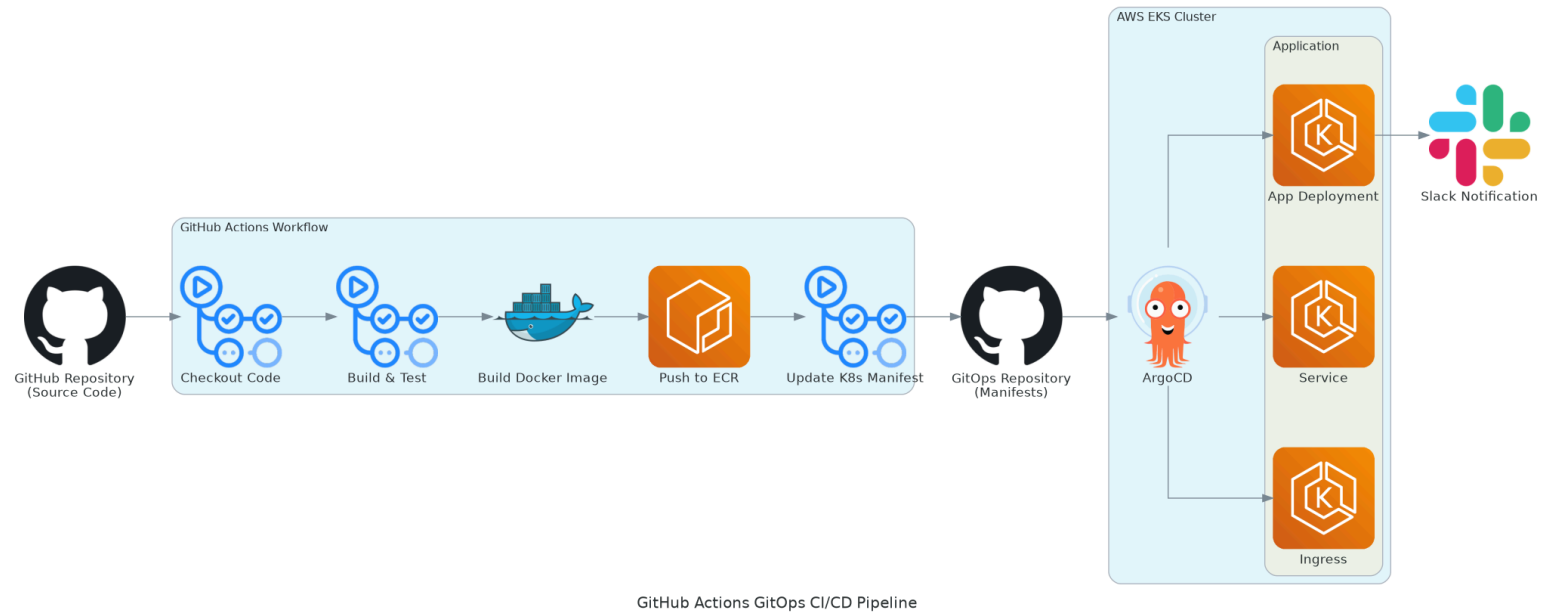 AWS EKS Cluster
Application
App Deployment
Slack Notification
GitHub Actions Workflow
GitHub Repository
(Source Code)
Checkout Code
Build & Test
Build Docker Image
Push to ECR
Update K8s Manifest
GitOps Repository
(Manifests)
ArgoCD
Service
Ingress
GitHub Actions GitOps CI/CD Pipeline